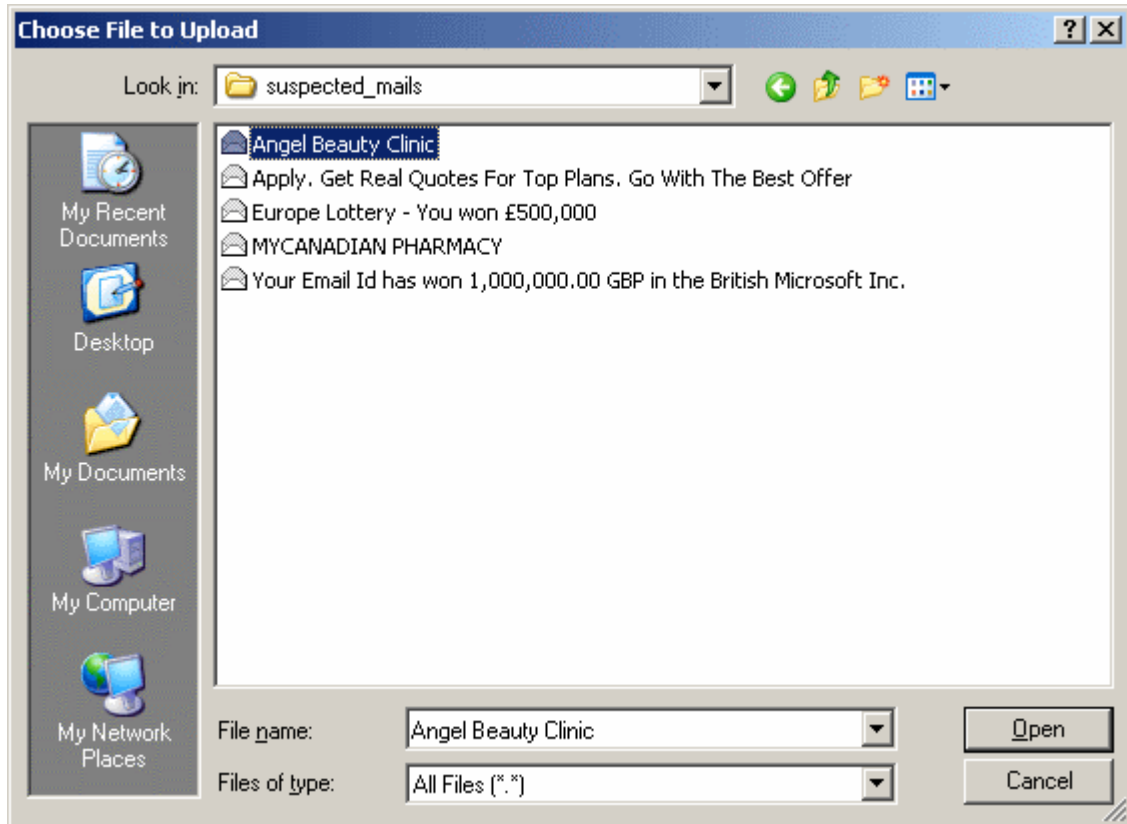 Choose File to Upload
Look in: suspected_mails
Angel Beauty Clinic
Apply. Get Real Quotes For Top Plans. Go With The Best Offer
Europe Lottery - You won £500,000
MYCANADIAN PHARMACY
Your Email Id has won 1,000,000.00 GBP in the British Microsoft Inc.
My Recent
Documents
Desktop
My Documents
My Computer
My Network
Places
File name: Angel Beauty Clinic Open
Files of type: All Files (*.*) Cancel